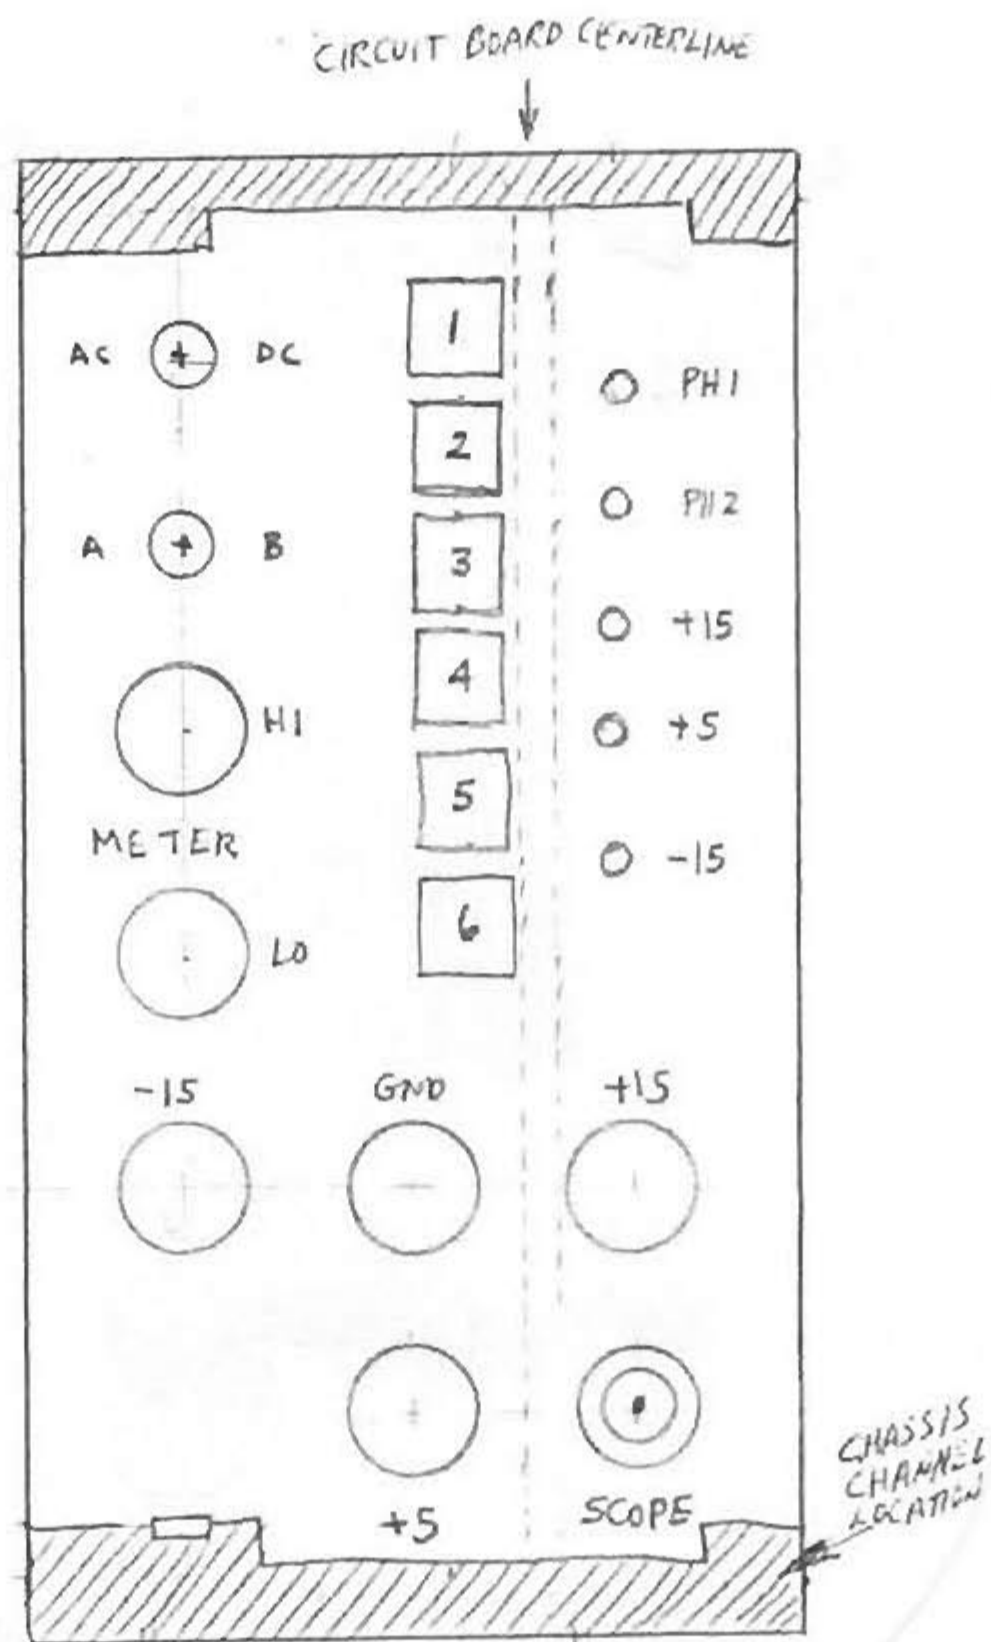 CIRCUIT BOARD CENTERLINE
AC DC
1
PH1
2
PH2
A B
3
+15
4
HI
+5
5
METER
-15
6
LO
-15 GND +15
CHASSIS
CHANNEL
LOCATION
+5 SCOPE